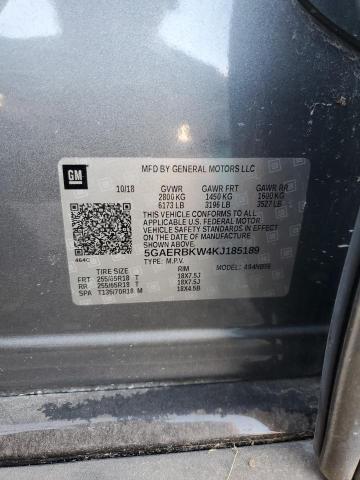 GM
MFD BY GENERAL MOTORS LLC
10/18 GVWR GAWR FRT GAWR RR
2800 KG 1450 KG 1600 KG
6173 LB 3196 LB 3527 LB
THIS VEHICLE CONFORMS TO ALL
APPLICABLE U.S. FEDERAL MOTOR
VEHICLE SAFETY STANDARDS IN
EFFECT ON THE DATE OF
MANUFACTURE SHOWN ABOVE.
5GAERBKW4KJ185189
TYPE: M.P.V. MODEL:
464C
TIRE SIZE RIM
FRT 255/65R18 T 18X7.5J
RR 255/65R18 T 18X7.5J
SPA T135/70R18 M 18X4.5B